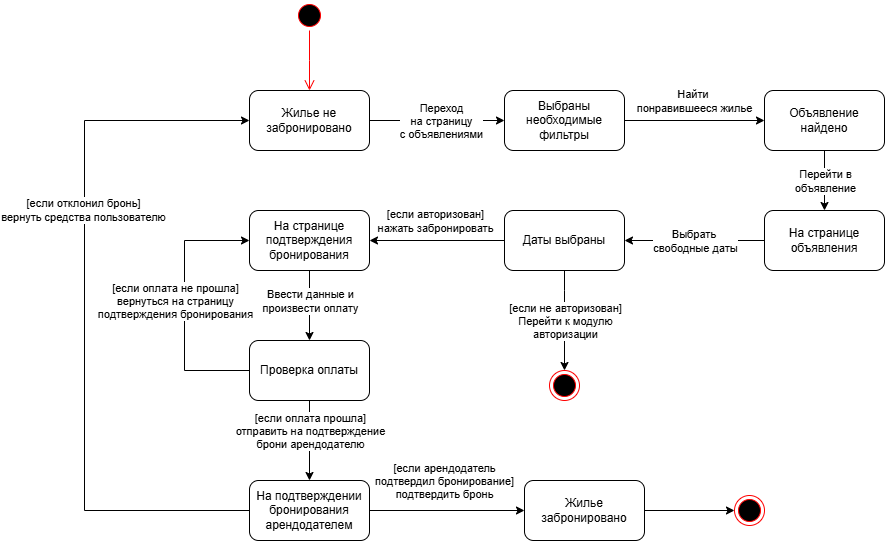 Жилье не
забронировано
Переход
на страницу
с объявлениями
Выбраны
необходимые
фильтры
Найти
понравившееся жилье
Объявление
найдено
Перейти в
объявление
На странице
объявления
Выбрать
свободные даты
Даты выбраны
[если авторизован]
нажать забронировать
На странице
подтверждения
бронирования
[если не авторизован]
Перейти к модулю
авторизации
Ввести данные и
произвести оплату
[если оплата не прошла]
вернуться на страницу
подтверждения бронирования
Проверка оплаты
[если оплата прошла]
отправить на подтверждение
брони арендодателю
[если отклонил бронь]
вернуть средства пользователю
На подтверждении
бронирования
арендодателем
[если арендодатель
подтвердил бронирование]
подтвердить бронь
Жилье
забронировано